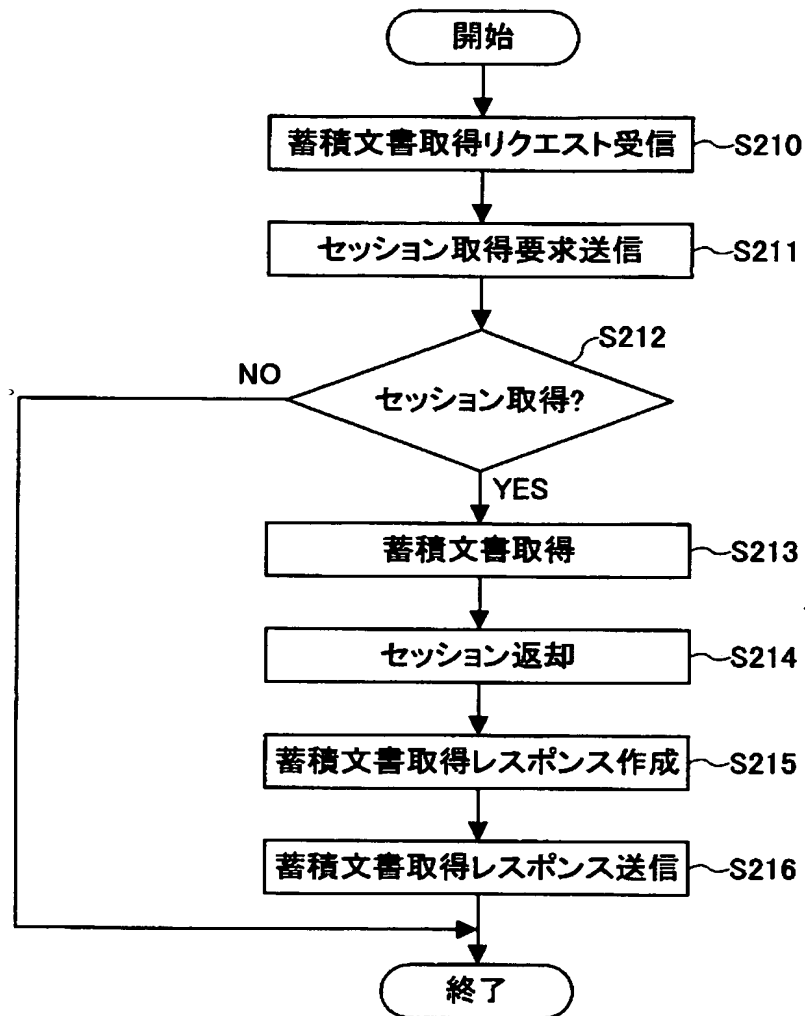 開始
蓄積文書取得リクエスト受信 S210
セッション取得要求送信 S211
S212
NO
セッション取得?
YES
蓄積文書取得 S213
セッション返却 S214
蓄積文書取得レスポンス作成 S215
蓄積文書取得レスポンス送信 S216
終了